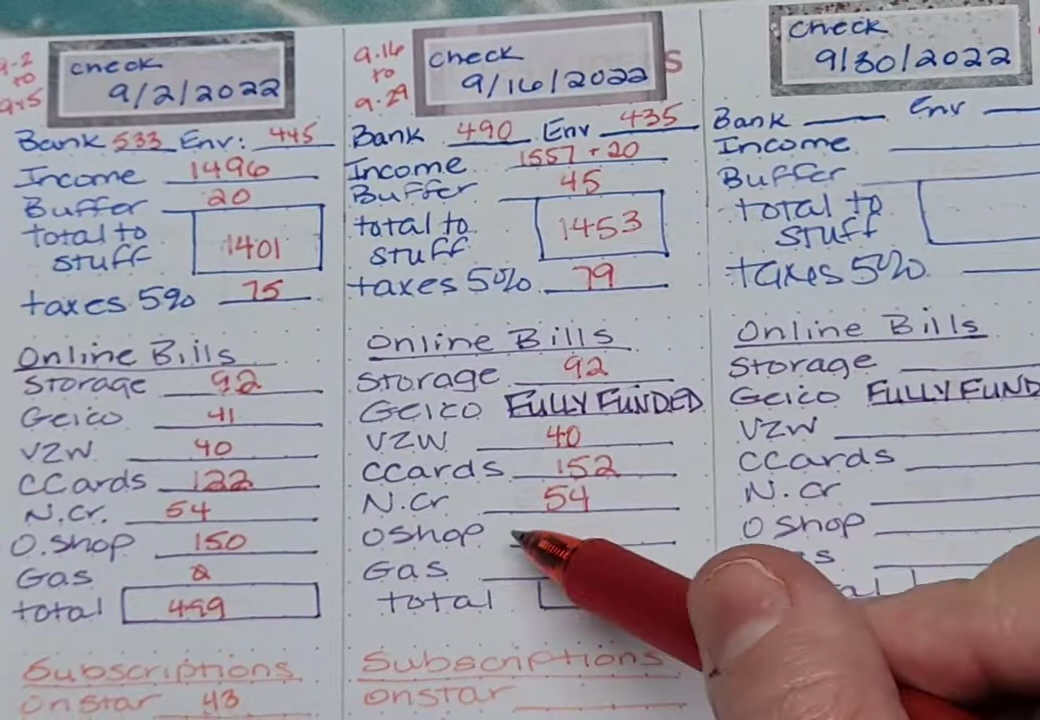 9-2
to
check
9/2/2022
Bank 533 Env: 445
Income 1496
Buffer 20
total to
stuff 1401
taxes 5% 75
Online Bills
Storage 92
Geico 41
VZW 40
CCards 122
N.Cr. 54
O.Shop 150
Gas
total 499
Subscriptions
Onstar 43
9.16
to
9.29
check
9/16/2022
S
Bank 490 Env 435
Income 1557 + 20
Buffer 45
total to
stuff 1453
taxes 5% 79
Online Bills
Storage 92
Geico FULLY FUNDED
VZW 40
CCards 152
N.Cr 54
OShop
Gas
total
Subscriptions
Onstar
check
9/30/2022
Bank Env
Income
Buffer
total to
stuff
taxes 5%
Online Bills
Storage
Geico FULLY FUND
VZW
CCards
N.Cr
O Shop
s
al